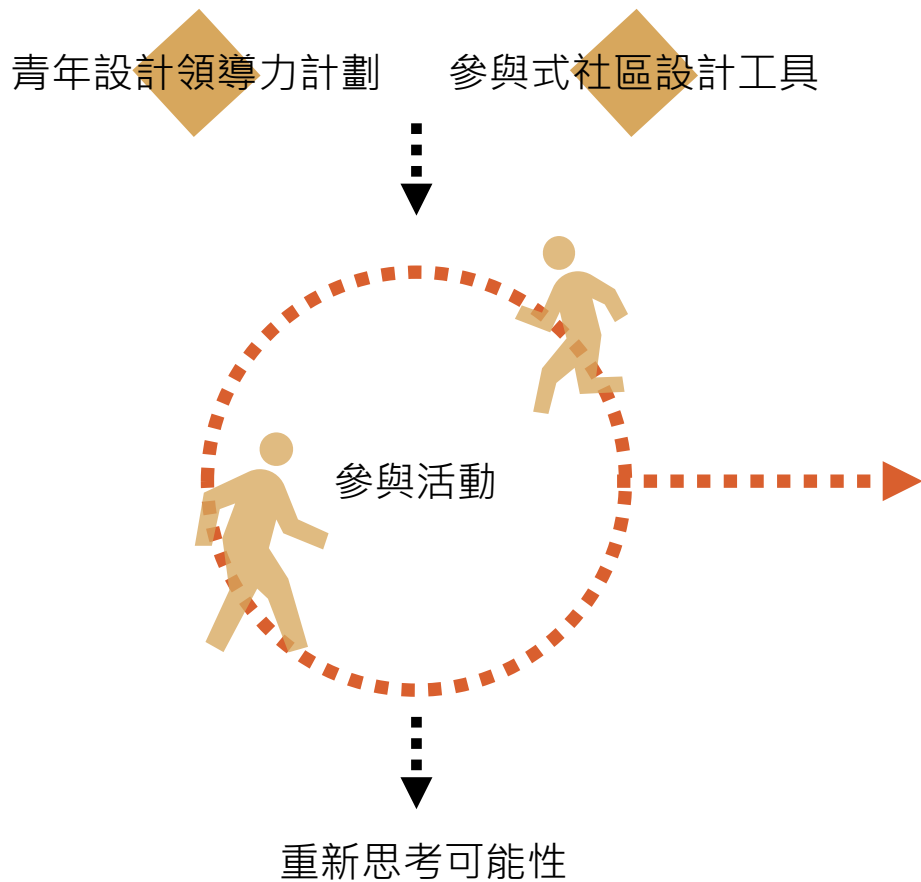 青年設計領導力計劃
參與式社區設計工具
參與活動
重新思考可能性